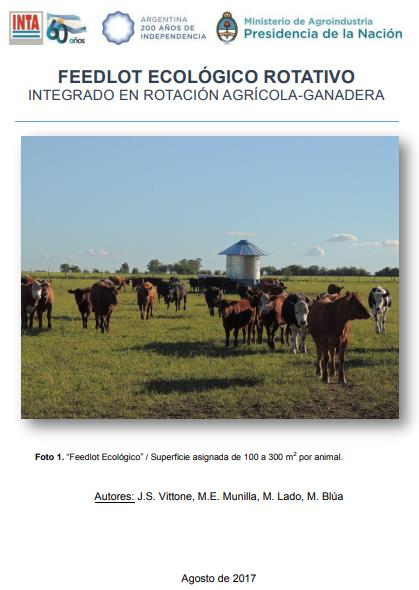 INTA
60 años
ARGENTINA
200 AÑOS DE
INDEPENDENCIA
Ministerio de Agroindustria
Presidencia de la Nación
FEEDLOT ECOLÓGICO ROTATIVO
INTEGRADO EN ROTACIÓN AGRÍCOLA-GANADERA
Foto 1. “Feedlot Ecológico” / Superficie asignada de 100 a 300 m² por animal.
Autores: J.S. Vittone, M.E. Munilla, M. Lado, M. Blúa
Agosto de 2017